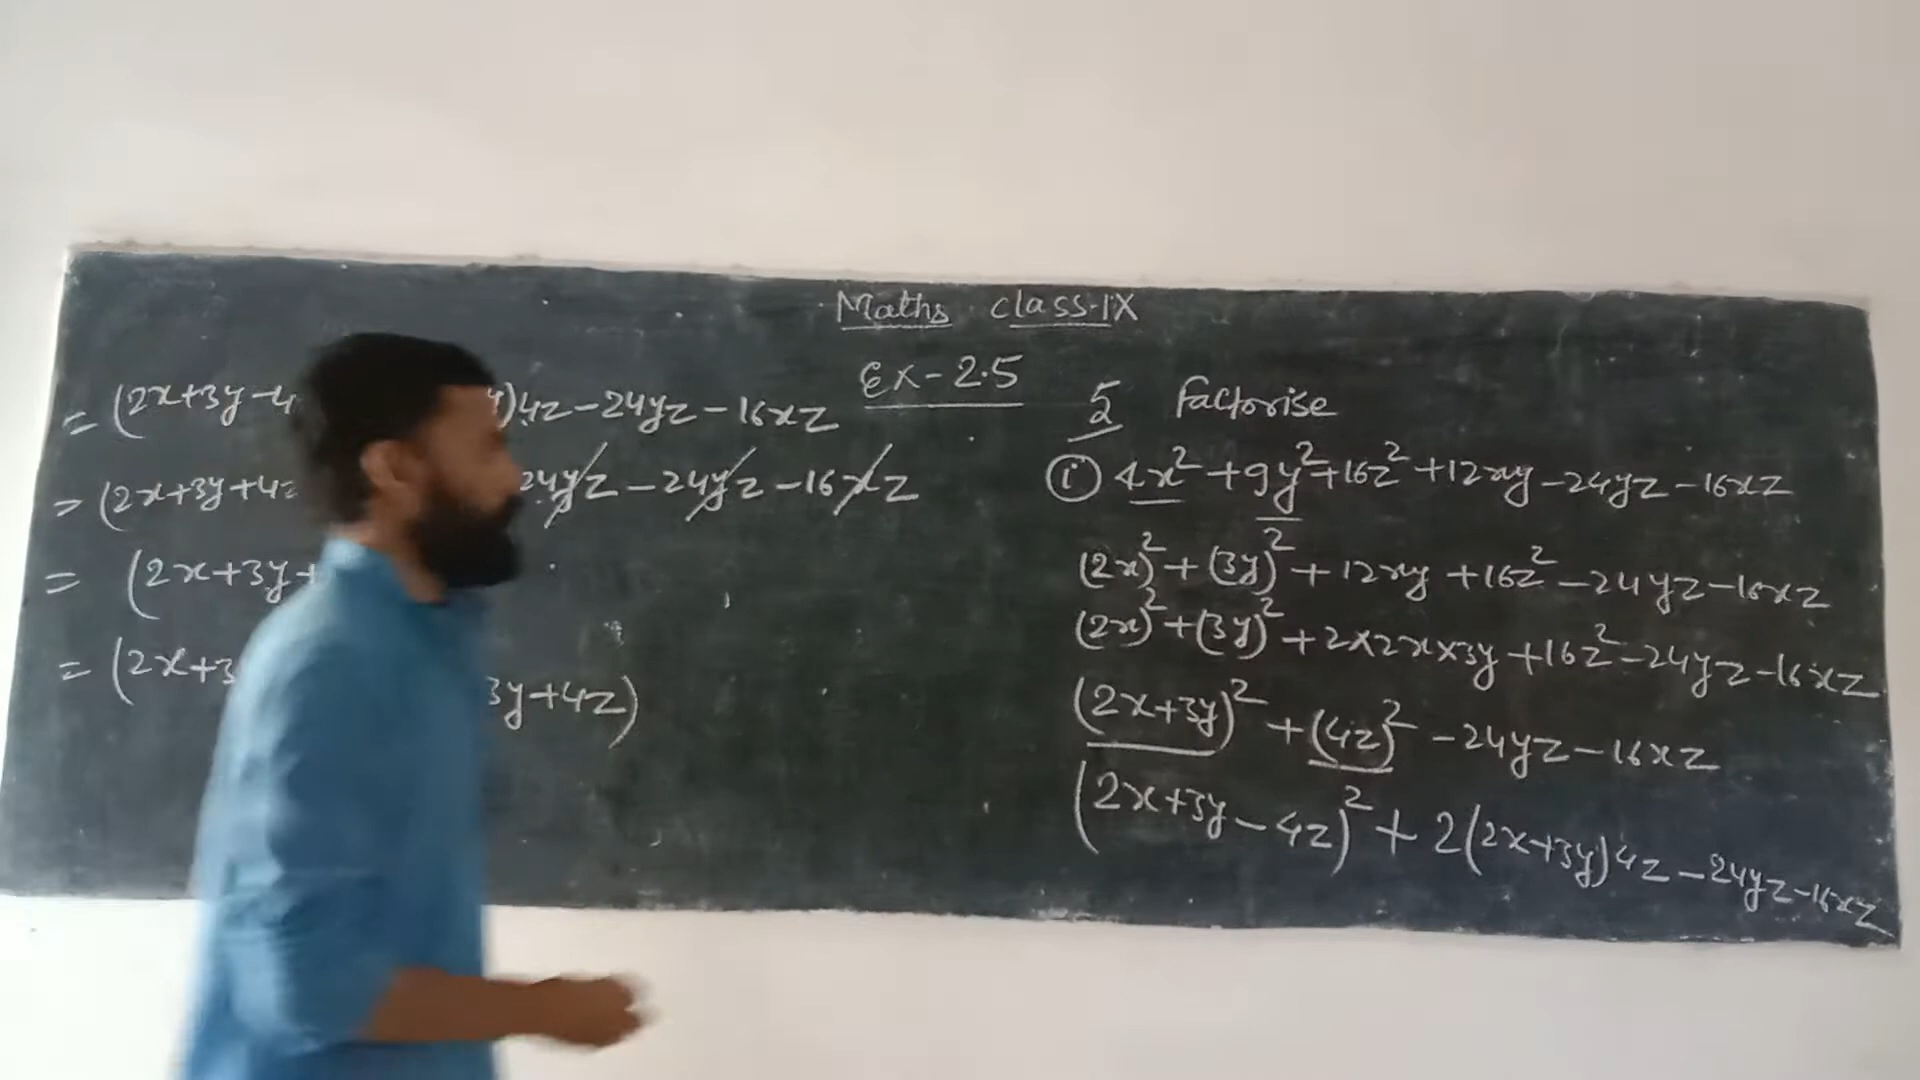 Maths class-IX
Ex-2.5
= (2x+3y-4 )4z-24yz-16xz
= (2x+3y+4z 24yz-24yz-16xz
= (2x+3y+
= (2x+3 3y+4z)
5 Factorise
(i) 4x²+9y²+16z²+12xy-24yz-16xz
(2x)²+(3y)²+12xy+16z²-24yz-16xz
(2x)²+(3y)²+2×2x×3y+16z²-24yz-16xz
(2x+3y)²+(4z)²-24yz-16xz
(2x+3y-4z)²+2(2x+3y)4z-24yz-16xz